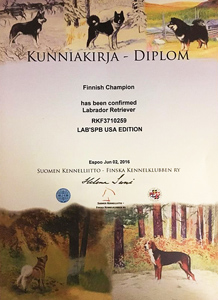 KUNNIAKIRJA - DIPLOM
Finnish Champion
has been confirmed
Labrador Retriever
RKF3710259
LAB'SPB USA EDITION
Espoo Jun 02, 2016
SUOMEN KENNELLIITTO - FINSKA KENNELKLUBBEN RY